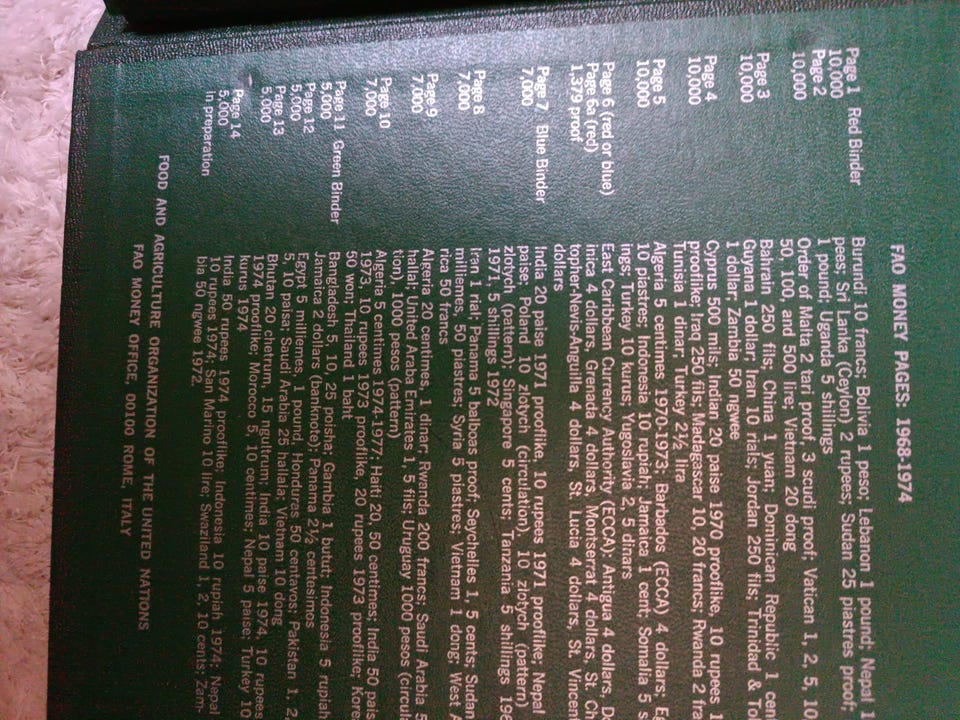 FAO MONEY PAGES: 1968-1974
Page 1 Red Binder Burundi 10 francs; Bolivia 1 peso; Lebanon 1 pound; Nepal 1
10,000 pees; Sri Lanka (Ceylon) 2 rupees; Sudan 25 piastres proof;
1 pound; Uganda 5 shillings
Page 2 Order of Malta 2 tari proof, 3 scudi proof; Vatican 1, 2, 5, 10
10,000 50, 100, and 500 lire; Vietnam 20 dong
Page 3 Bahrain 250 fils; China 1 yuan; Dominican Republic 1 cen
10,000 Guyana 1 dollar; Iran 10 rials; Jordan 250 fils; Trinidad & To
1 dollar; Zambia 50 ngwee
Page 4 Cyprus 500 mils; Indian 20 paise 1970 prooflike, 10 rupees
10,000 prooflike; Iraq 250 fils; Madagascar 10, 20 francs; Rwanda 2 fra
Tunisia 1 dinar; Turkey 2½ lira
Page 5 Algeria 5 centimes 1970-1973; Barbados (ECCA) 4 dollars; Eg
10,000 10 piastres; Indonesia 10 rupiah; Jamaica 1 cent; Somalia 5 s
ings; Turkey 10 kurus; Yugoslavia 2, 5 dinars
Page 6 (red or blue) East Caribbean Currency Authority (ECCA); Antigua 4 dollars, Do
Page 6a (red) inica 4 dollars, Grenada 4 dollars, Montserrat 4 dollars, St. Ch
1,379 proof topher-Nevis-Anguilla 4 dollars, St. Lucia 4 dollars, St. Vincent
dollars
Page 7 Blue Binder India 20 paise 1971 prooflike, 10 rupees 1971 prooflike; Nepal
7,000 paise; Poland 10 zlotych (circulation), 10 zlotych (pattern)
zlotych (pattern); Singapore 5 cents; Tanzania 5 shillings 19
1971, 5 shillings 1972
Page 8 Iran 1 rial; Panama 5 balboas proof; Seychelles 1, 5 cents; Sudan
7,000 millemes, 50 piastres; Syria 5 piastres; Vietnam 1 dong; West A
rica 50 francs
Page 9 Algeria 20 centimes, 1 dinar; Rwanda 200 francs; Saudi Arabia 5
7,000 halla; United Araba Emirates 1, 5 fils; Uruguay 1000 pesos (circula
tion), 1000 pesos (pattern)
Page 10 Algeria 5 centimes 1974-1977; Haiti 20, 50 centimes; India 50 pais
7,000 1973, 10 rupees 1973 prooflike, 20 rupees 1973 prooflike; Kore
50 won; Thailand 1 baht
Page 11 Green Binder Bangladesh 5, 10, 25 poisha; Gambia 1 butut; Indonesia 5 rupiah
5,000 Jamaica 2 dollars (banknote); Panama 2½ centesimos
Page 12 Egypt 5 millemes, 1 pound, Honduras 50 centavos; Pakistan 1, 2,
5,000 5, 10 paisa; Saudi Arabia 25 halala; Vietnam 10 dong
Page 13 Bhutan 20 chetrum, 15 ngultrum; India 10 paise 1974, 10 rupees
5,000 1974 prooflike; Morocco 5, 10 centimes; Nepal 5 paise; Turkey 10
kurus 1974
Page 14 India 50 rupees 1974 prooflike; Indonesia 10 rupiah 1974; Nepal
5,000 10 rupees 1974; San Marino 10 lire; Swaziland 1, 2, 10 cents; Zam-
in preparation bia 50 ngwee 1972.
FOOD AND AGRICULTURE ORGANIZATION OF THE UNITED NATIONS
FAO MONEY OFFICE, 00100 ROME, ITALY